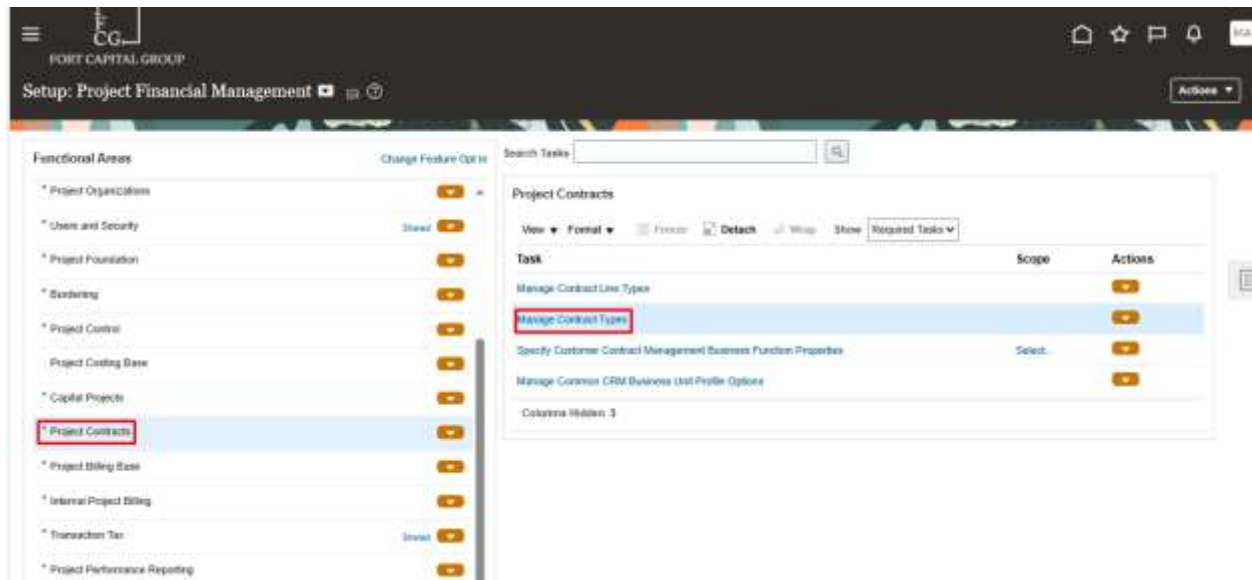 FCG
FORT CAPITAL GROUP
Setup: Project Financial Management
Actions
Functional Areas
Change Feature Opt In
* Project Organizations
* Users and Security
Shared
* Project Foundation
* Burdening
* Project Control
Project Costing Base
* Capital Projects
* Project Contracts
* Project Billing Base
* Internal Project Billing
* Transaction Tax
Shared
* Project Performance Reporting
Search Tasks
Project Contracts
View Format Freeze Detach Wrap Show Required Tasks
Task Scope Actions
Manage Contract Line Types
Manage Contract Types
Specify Customer Contract Management Business Function Properties Select..
Manage Common CRM Business Unit Profile Options
Columns Hidden 3